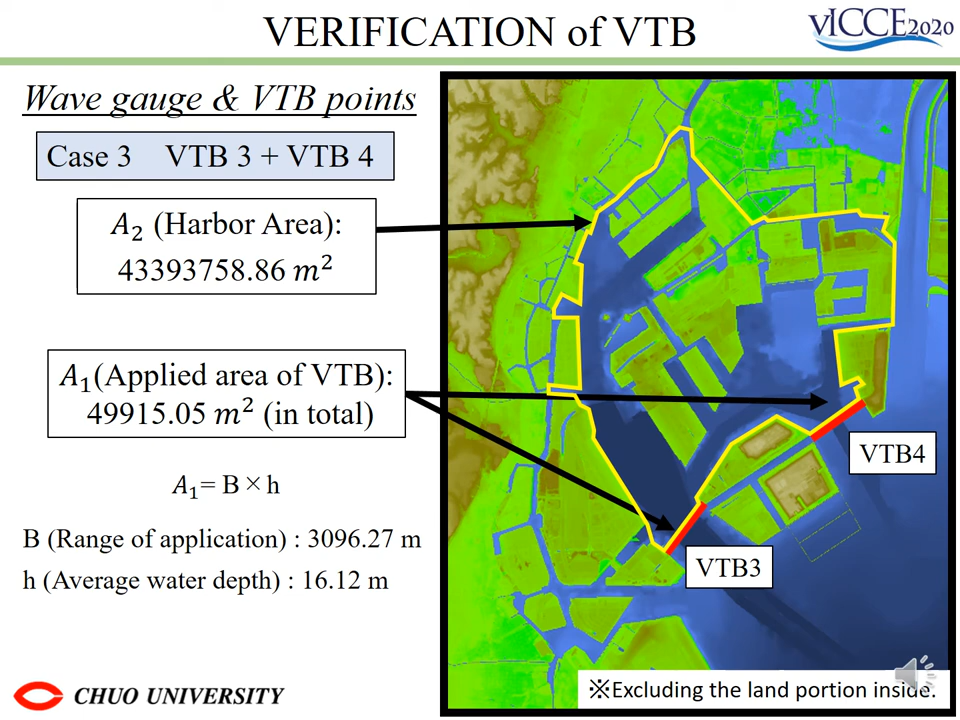 VERIFICATION of VTB
vICCE2020
Wave gauge & VTB points
Case 3 VTB 3 + VTB 4
A₂ (Harbor Area):
43393758.86 m²
A₁(Applied area of VTB):
49915.05 m² (in total)
A₁= B × h
B (Range of application) : 3096.27 m
h (Average water depth) : 16.12 m
VTB4
VTB3
※Excluding the land portion inside.
CHUO UNIVERSITY